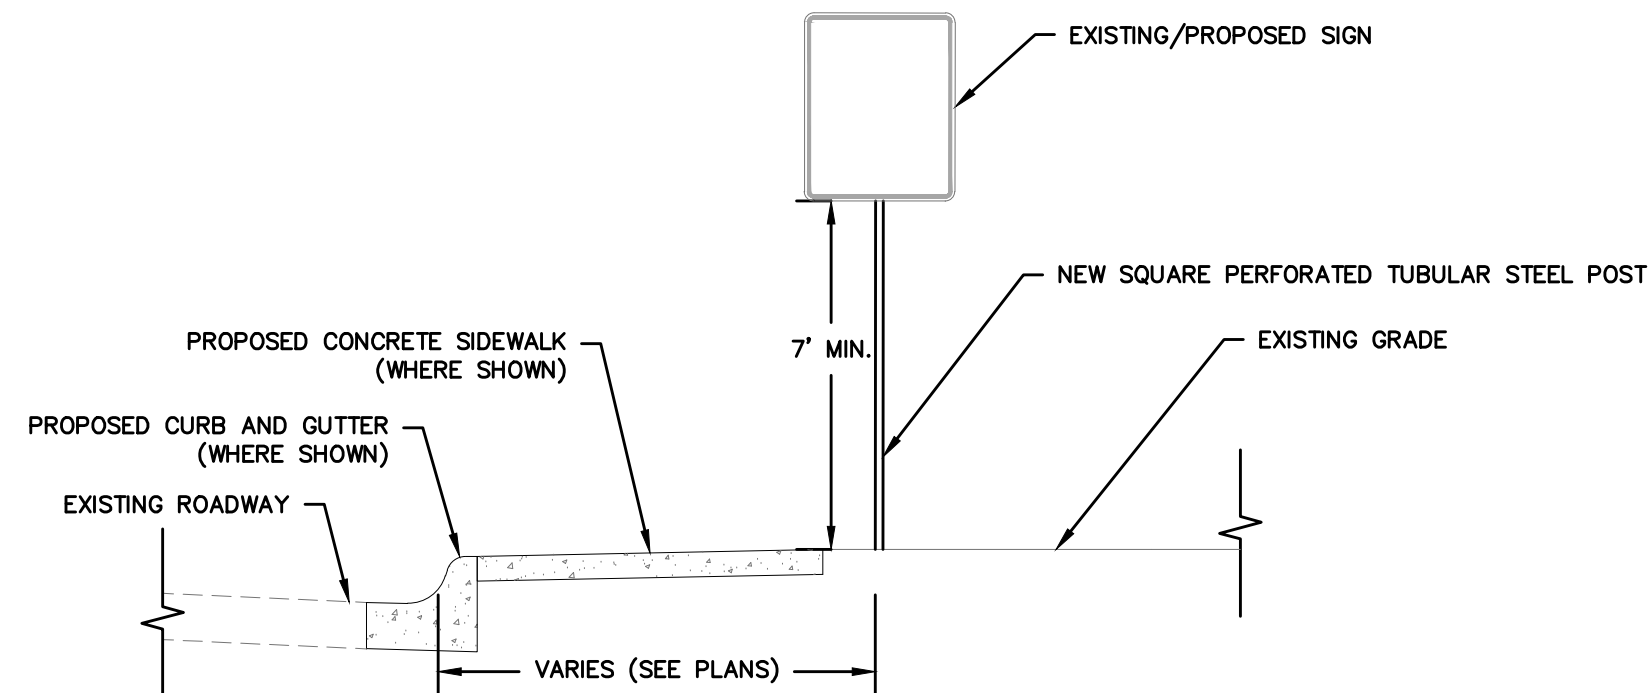 EXISTING/PROPOSED SIGN
NEW SQUARE PERFORATED TUBULAR STEEL POST
PROPOSED CONCRETE SIDEWALK
(WHERE SHOWN)
7' MIN.
EXISTING GRADE
PROPOSED CURB AND GUTTER
(WHERE SHOWN)
EXISTING ROADWAY
VARIES (SEE PLANS)